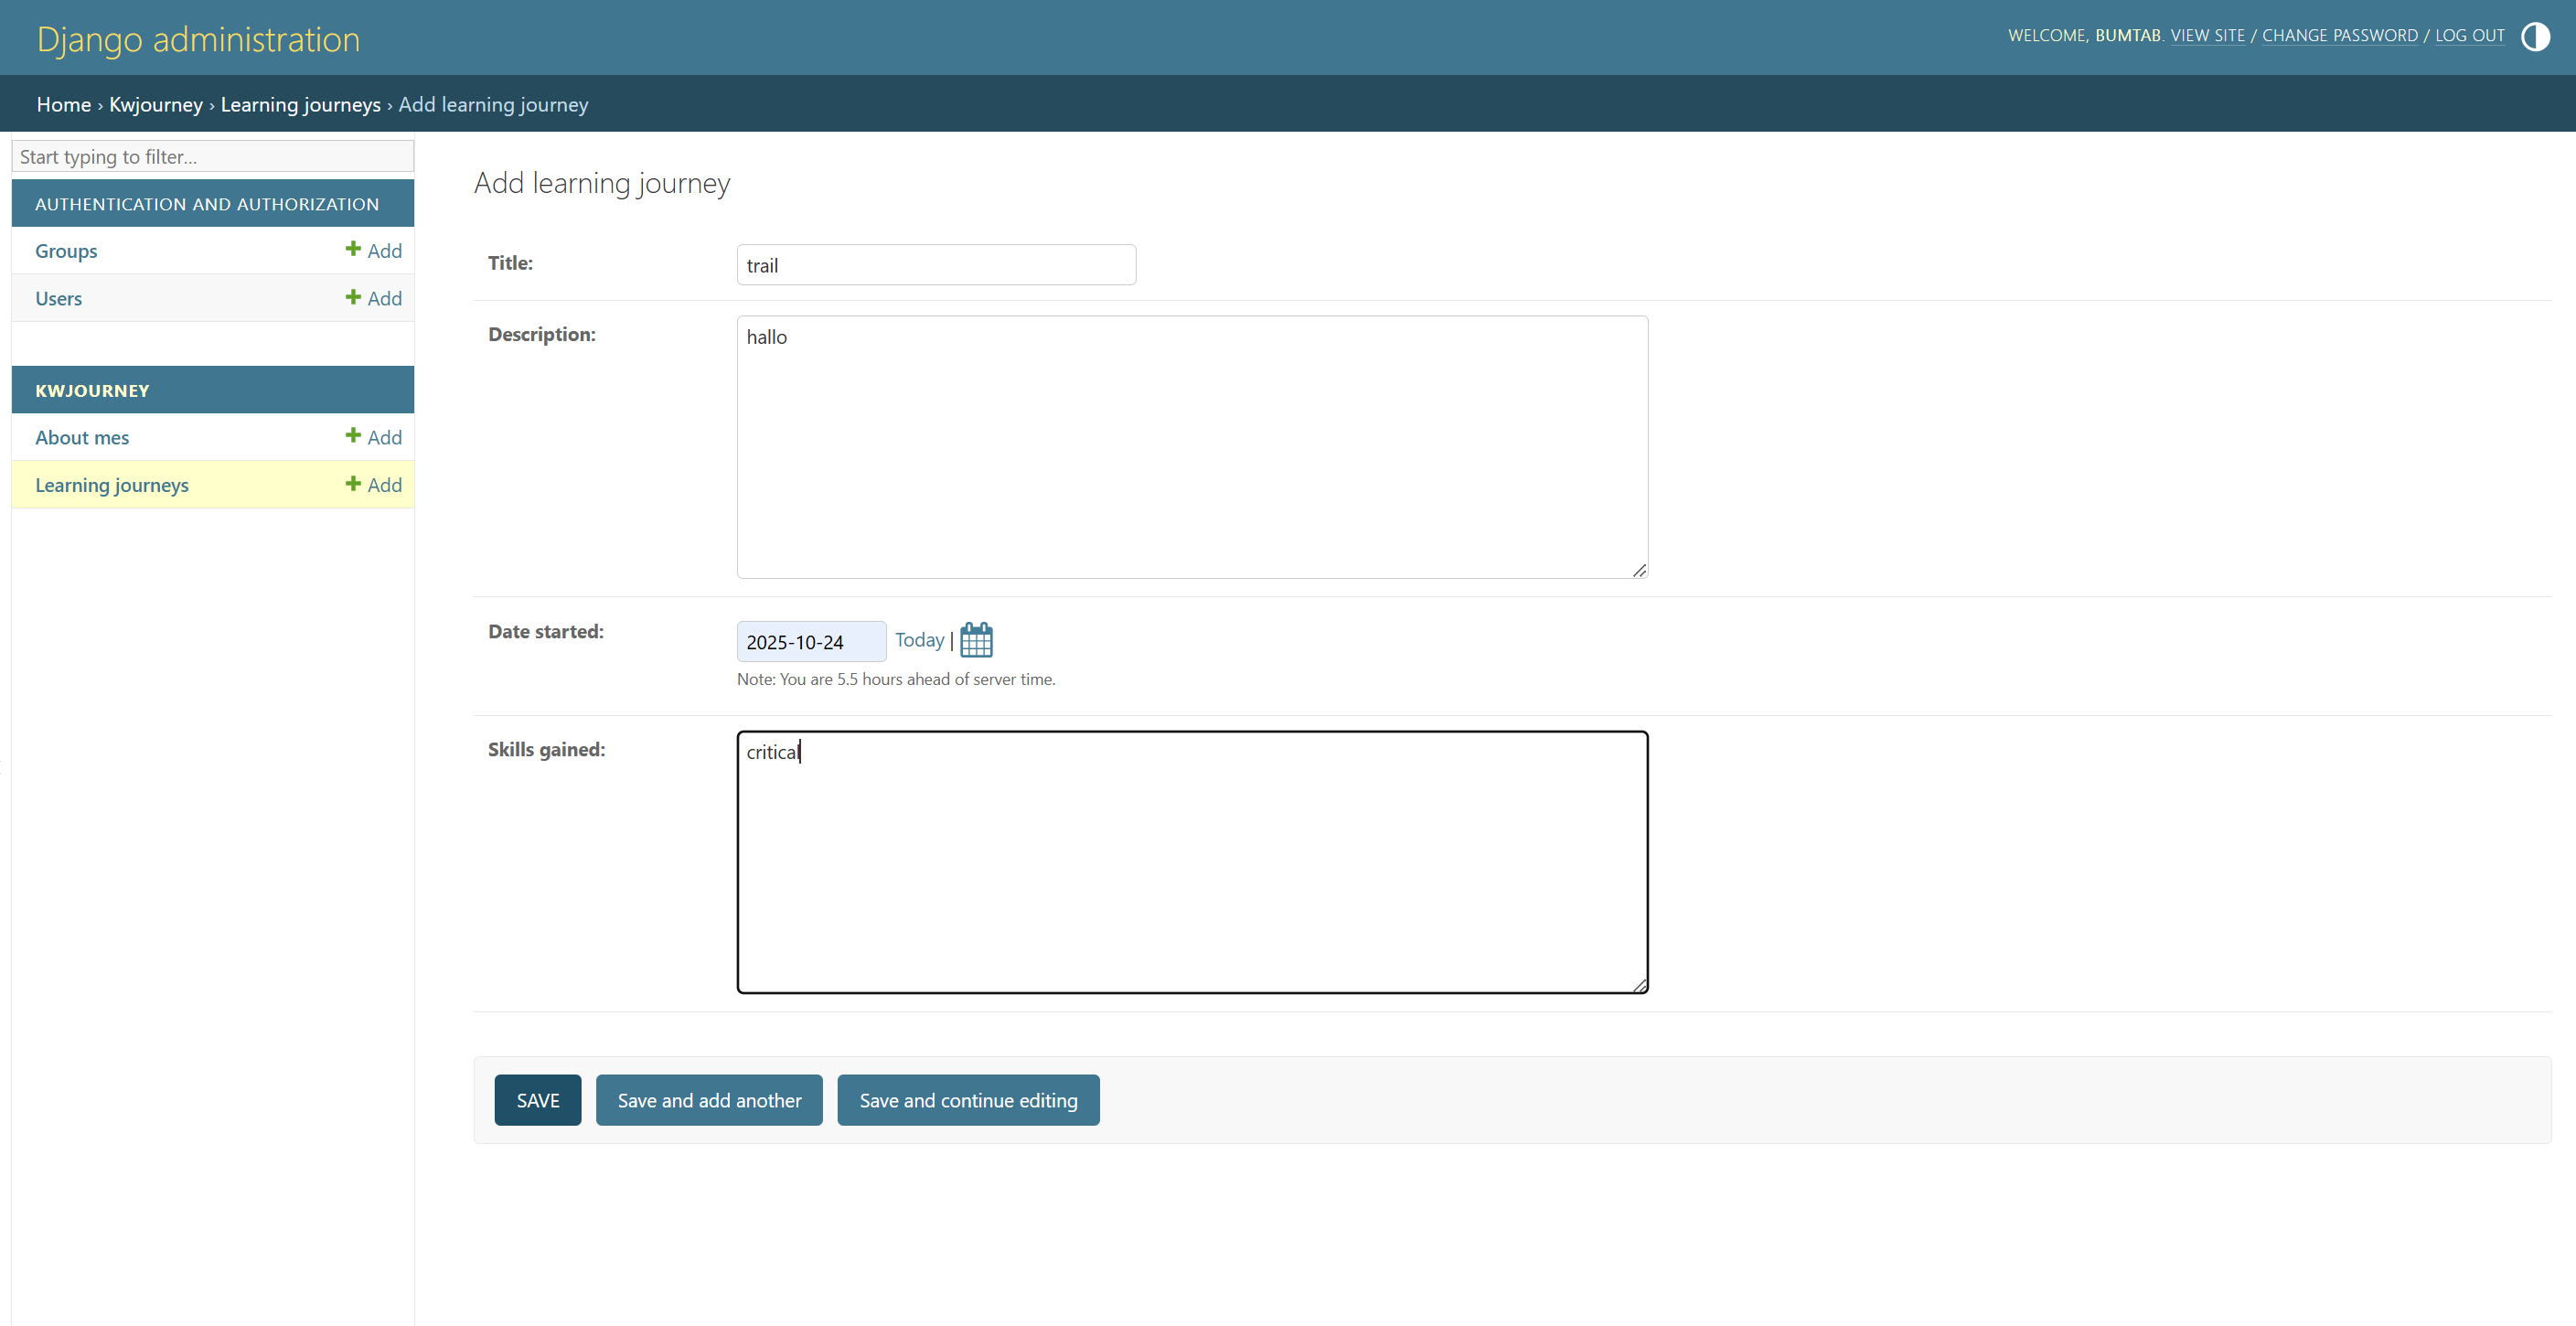 Django administration
WELCOME, BUMTAB. VIEW SITE / CHANGE PASSWORD / LOG OUT
Home › Kwjourney › Learning journeys › Add learning journey
Start typing to filter...
AUTHENTICATION AND AUTHORIZATION
Groups Add
Users Add
KWJOURNEY
About mes Add
Learning journeys Add
Add learning journey
Title: trail
Description: hallo
Date started: 2025-10-24 Today |
Note: You are 5.5 hours ahead of server time.
Skills gained: critical
SAVE Save and add another Save and continue editing